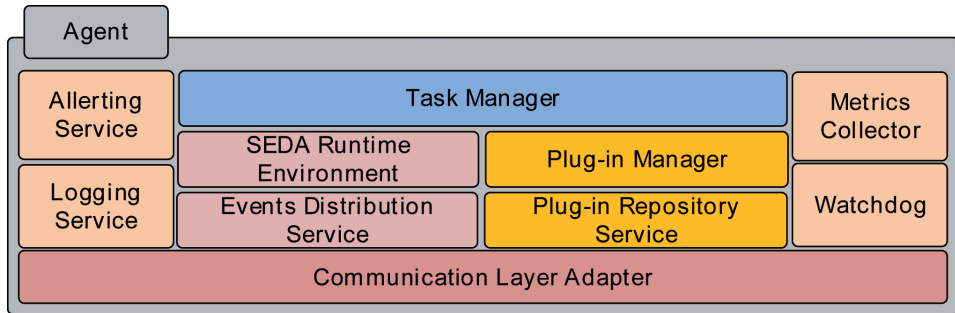 Agent
Allerting
Service
Task Manager
Metrics
Collector
SEDA Runtime
Environment
Plug-in Manager
Logging
Service
Events Distribution
Service
Plug-in Repository
Service
Watchdog
Communication Layer Adapter